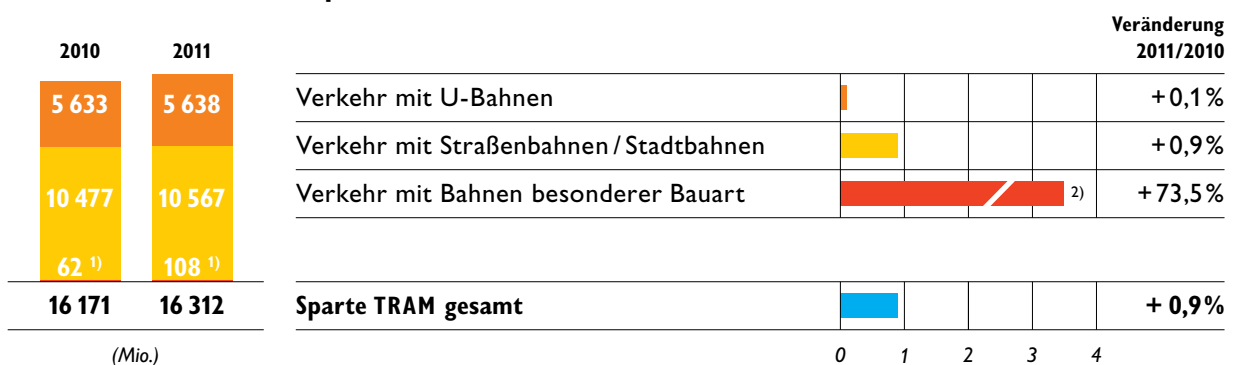 Veränderung
2010 2011 2011/2010
5 633 5 638 Verkehr mit U-Bahnen +0,1%
Verkehr mit Straßenbahnen / Stadtbahnen +0,9%
10 477 10 567 Verkehr mit Bahnen besonderer Bauart 2) +73,5%
62 1) 108 1)
16 171 16 312 Sparte TRAM gesamt + 0,9%
(Mio.) 0 1 2 3 4